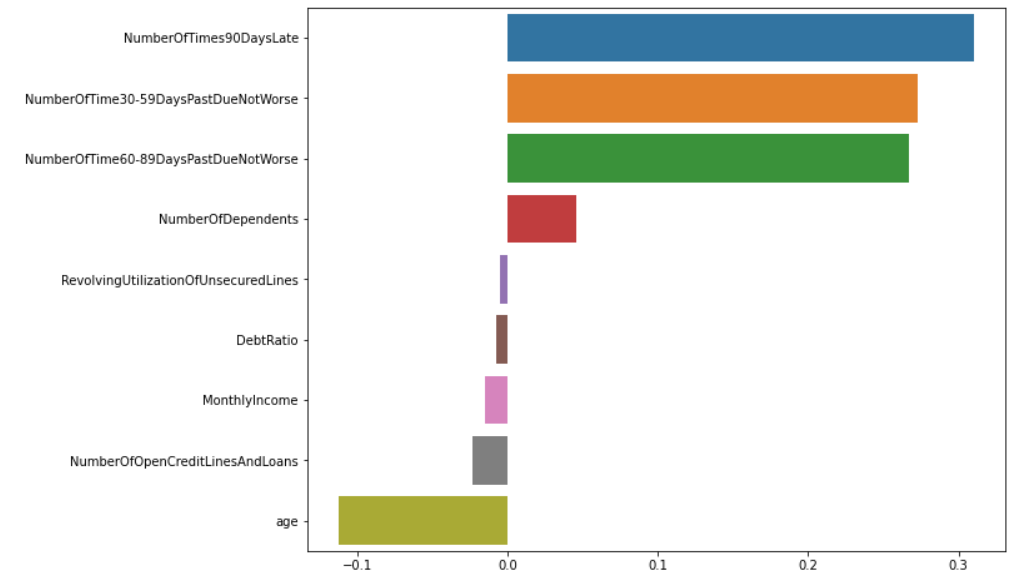 NumberOfTimes90DaysLate
NumberOfTime30-59DaysPastDueNotWorse
NumberOfTime60-89DaysPastDueNotWorse
NumberOfDependents
RevolvingUtilizationOfUnsecuredLines
DebtRatio
MonthlyIncome
NumberOfOpenCreditLinesAndLoans
age
−0.1 0.0 0.1 0.2 0.3